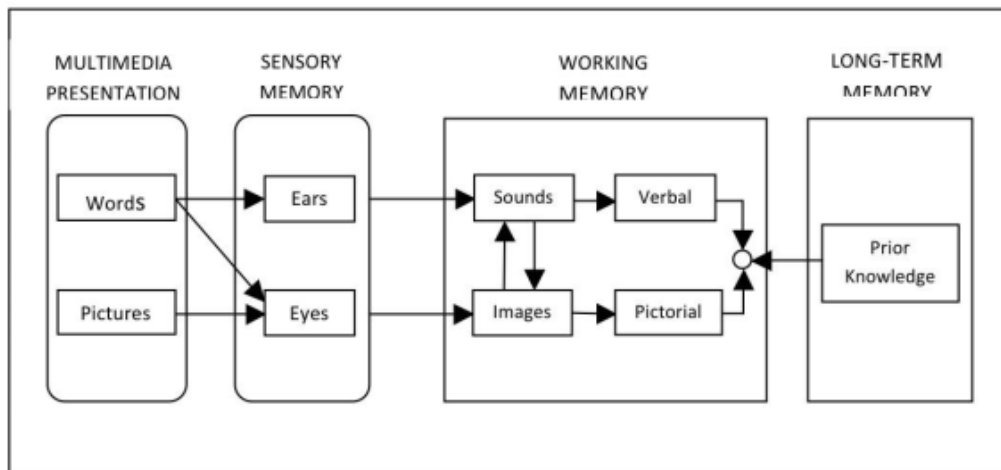 MULTIMEDIA
PRESENTATION
SENSORY
MEMORY
WORKING
MEMORY
LONG-TERM
MEMORY
Words
Pictures
Ears
Eyes
Sounds
Images
Verbal
Pictorial
Prior
Knowledge